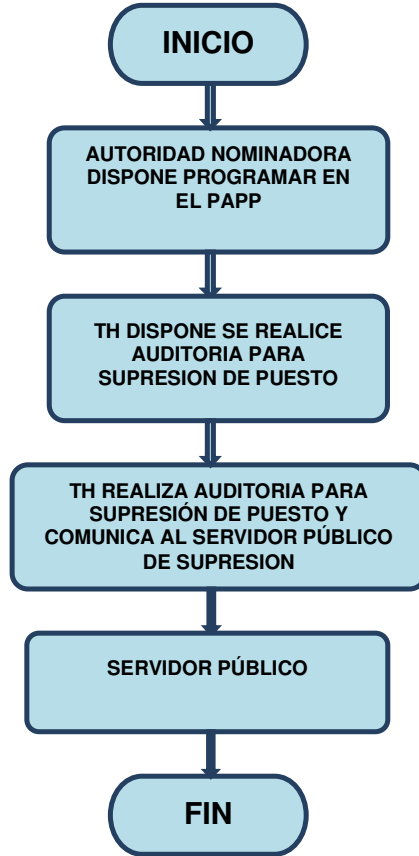 INICIO
AUTORIDAD NOMINADORA
DISPONE PROGRAMAR EN
EL PAPP
TH DISPONE SE REALICE
AUDITORIA PARA
SUPRESION DE PUESTO
TH REALIZA AUDITORIA PARA
SUPRESIÓN DE PUESTO Y
COMUNICA AL SERVIDOR PÚBLICO
DE SUPRESION
SERVIDOR PÚBLICO
FIN